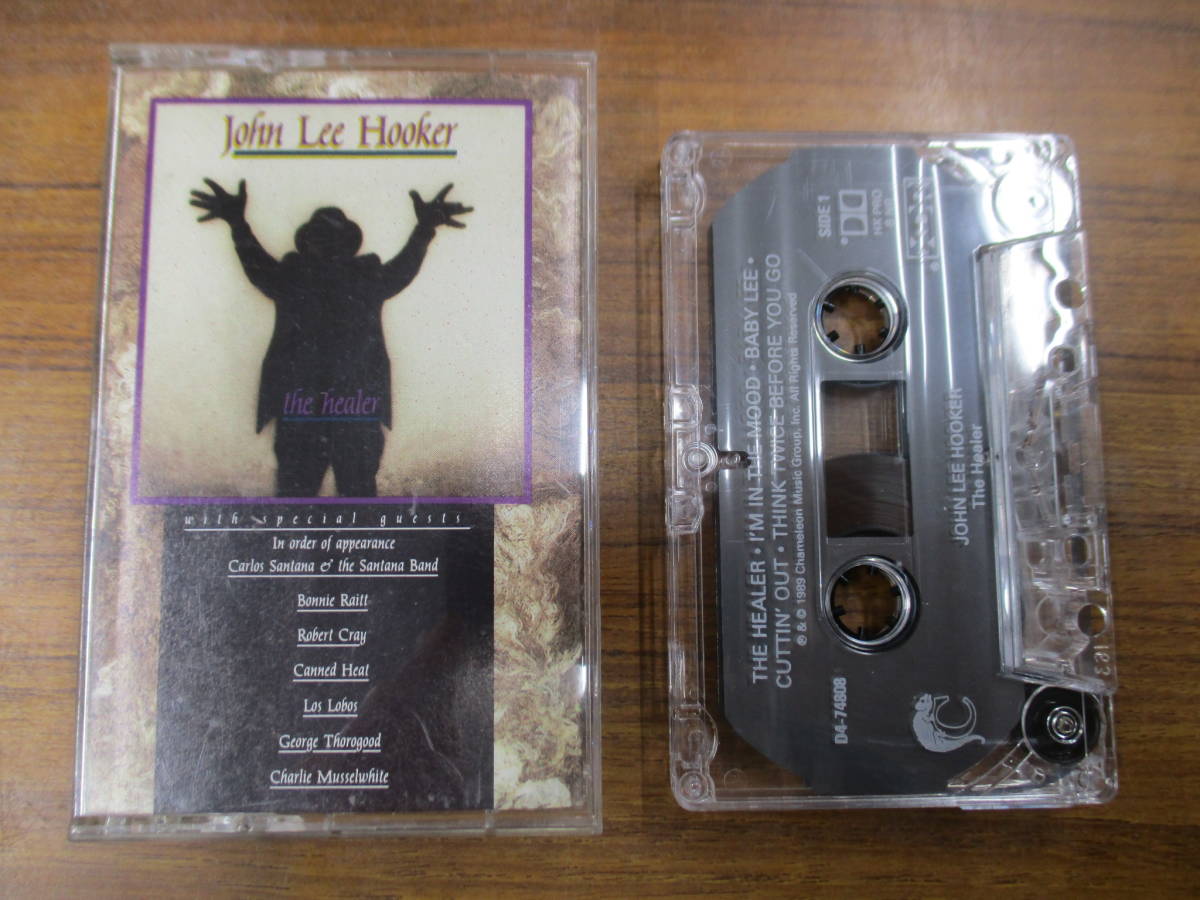 John Lee Hooker
the healer
with special guests
In order of appearance
Carlos Santana & the Santana Band
Bonnie Raitt
Robert Cray
Canned Heat
Los Lobos
George Thorogood
Charlie Musselwhite
SIDE 1
HX PRO
THE HEALER • I'M IN THE MOOD • BABY LEE •
CUTTIN' OUT • THINK TWICE BEFORE YOU GO
℗ & © 1989 Chameleon Music Group, Inc. All Rights Reserved
JOHN LEE HOOKER
The Healer
D4-74808
C